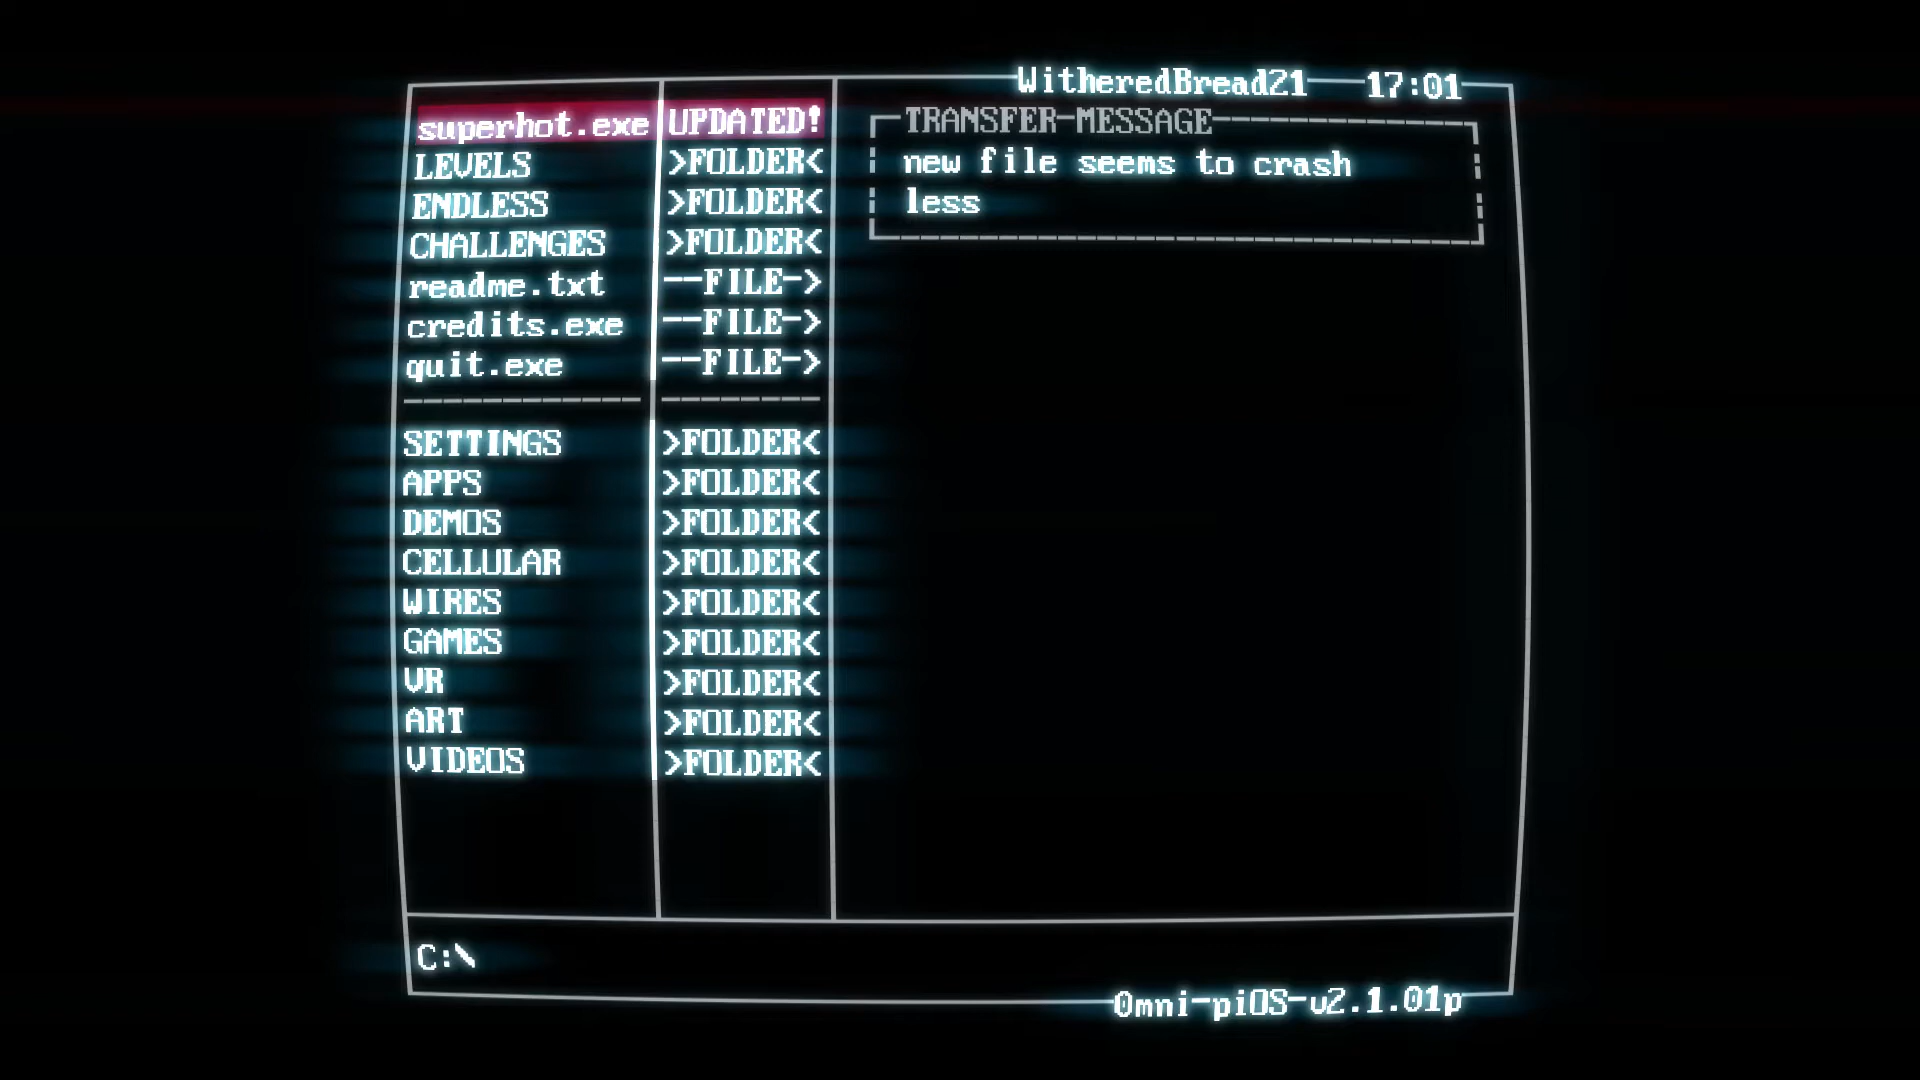 WitheredBread21 17:01
superhot.exe UPDATED!
LEVELS >FOLDER<
ENDLESS >FOLDER<
CHALLENGES >FOLDER<
readme.txt --FILE->
credits.exe --FILE->
quit.exe --FILE->
SETTINGS >FOLDER<
APPS >FOLDER<
DEMOS >FOLDER<
CELLULAR >FOLDER<
WIRES >FOLDER<
GAMES >FOLDER<
VR >FOLDER<
ART >FOLDER<
VIDEOS >FOLDER<
TRANSFER-MESSAGE
new file seems to crash
less
C:\
Omni-piOS-v2.1.01p